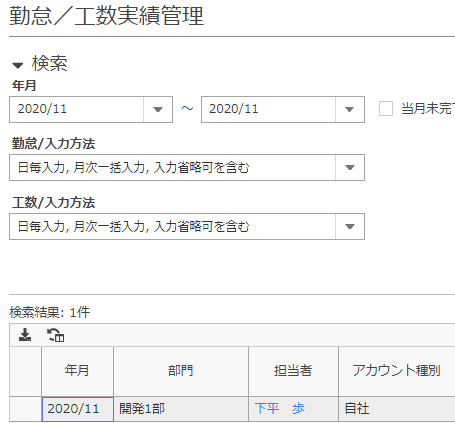 勤怠／工数実績管理
検索
年月
2020/11 ～ 2020/11 当月未完
勤怠/入力方法
日毎入力, 月次一括入力, 入力省略可を含む
工数/入力方法
日毎入力, 月次一括入力, 入力省略可を含む
検索結果: 1件
年月 部門 担当者 アカウント種別
2020/11 開発1部 下平 歩 自社